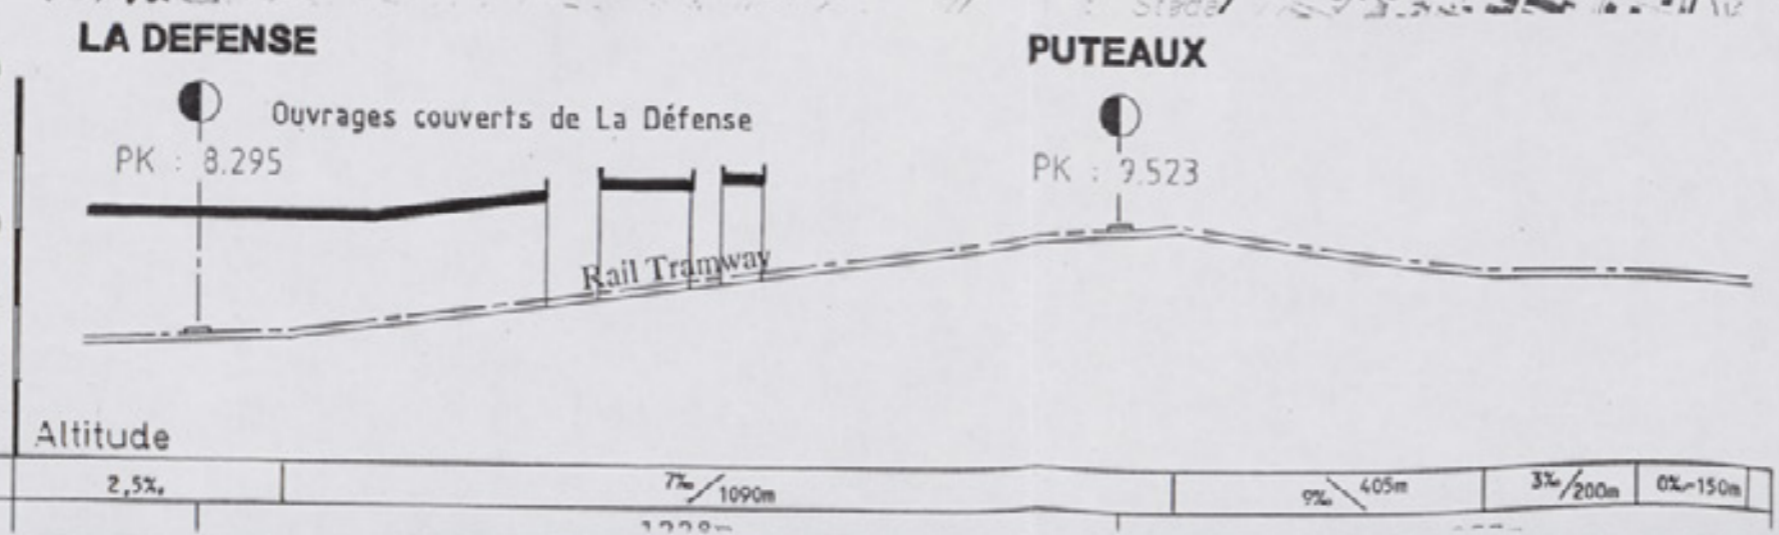 LA DEFENSE
PUTEAUX
Ouvrages couverts de La Défense
PK : 8.295
PK : 9.523
Rail Tramway
Altitude
2,5‰
7‰/1090m
9‰\405m
3‰/200m
0‰-150m